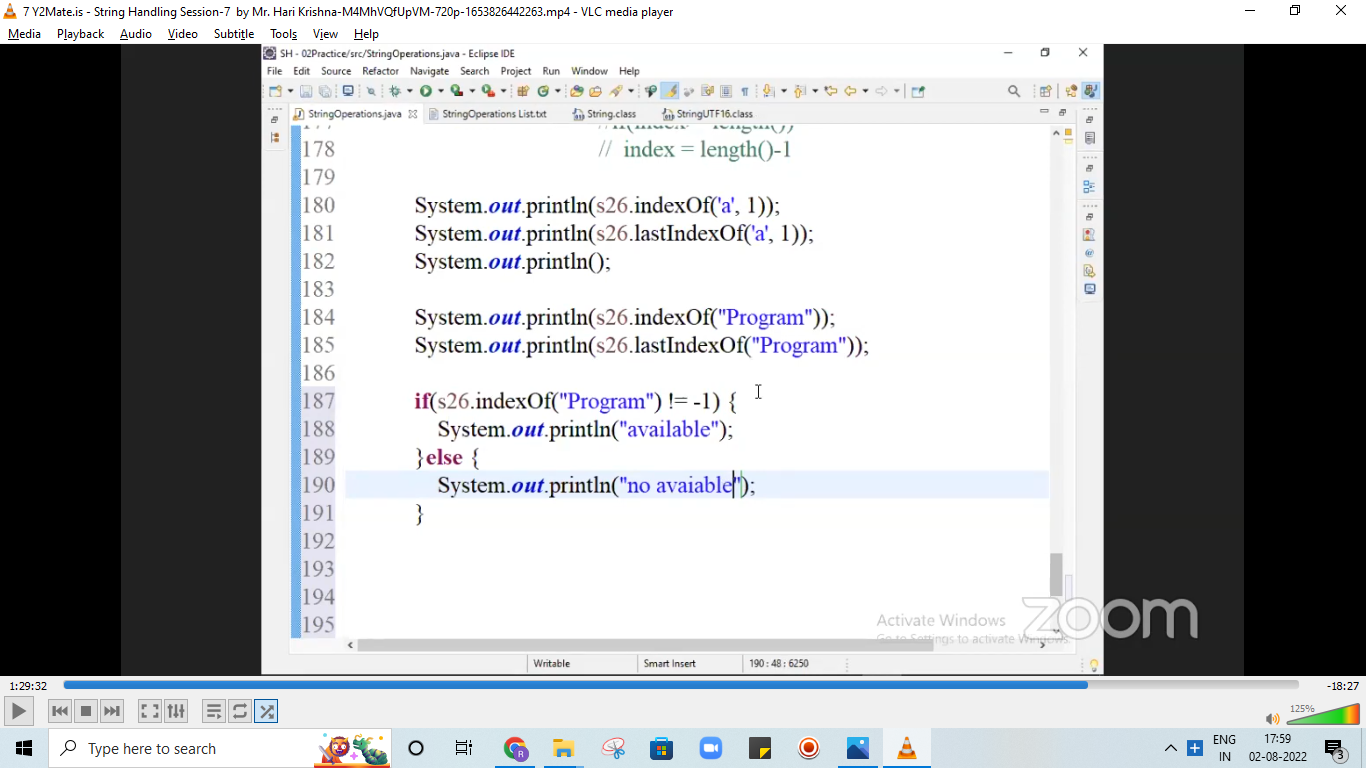 7 Y2Mate.is - String Handling Session-7 by Mr. Hari Krishna-M4MhVQfUpVM-720p-1653826442263.mp4 - VLC media player
Media Playback Audio Video Subtitle Tools View Help
SH - 02Practice/src/StringOperations.java - Eclipse IDE
File Edit Source Refactor Navigate Search Project Run Window Help
StringOperations.java StringOperations List.txt String.class StringUTF16.class
178 // index = length()-1
179
180 System.out.println(s26.indexOf('a', 1));
181 System.out.println(s26.lastIndexOf('a', 1));
182 System.out.println();
183
184 System.out.println(s26.indexOf("Program"));
185 System.out.println(s26.lastIndexOf("Program"));
186
187 if(s26.indexOf("Program") != -1) {
188 System.out.println("available");
189 }else {
190 System.out.println("no avaiable");
191 }
192
193
194
195
Activate Windows
Go to Settings to activate Windows.
zoom
Writable Smart Insert 190 : 48 : 6250
1:29:32 -18:27
125%
Type here to search
ENG
IN
17:59
02-08-2022
3